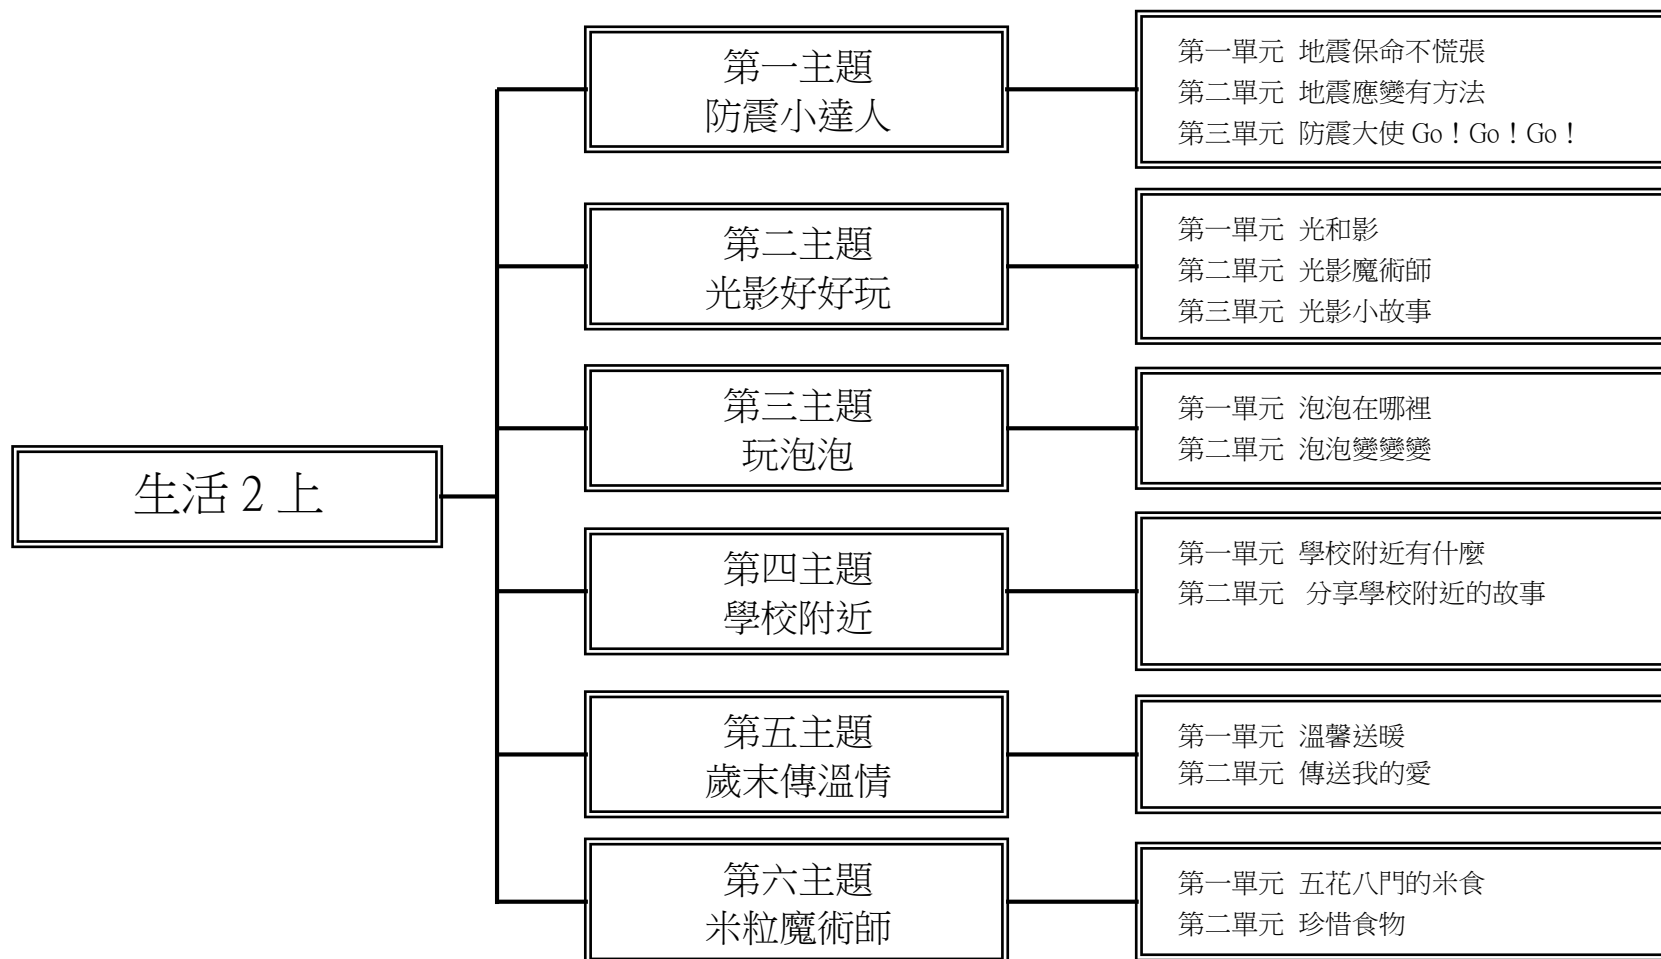 生活 2 上
第一主題
防震小達人
第一單元 地震保命不慌張
第二單元 地震應變有方法
第三單元 防震大使 Go！Go！Go！
第二主題
光影好好玩
第一單元 光和影
第二單元 光影魔術師
第三單元 光影小故事
第三主題
玩泡泡
第一單元 泡泡在哪裡
第二單元 泡泡變變變
第四主題
學校附近
第一單元 學校附近有什麼
第二單元 分享學校附近的故事
第五主題
歲末傳溫情
第一單元 溫馨送暖
第二單元 傳送我的愛
第六主題
米粒魔術師
第一單元 五花八門的米食
第二單元 珍惜食物